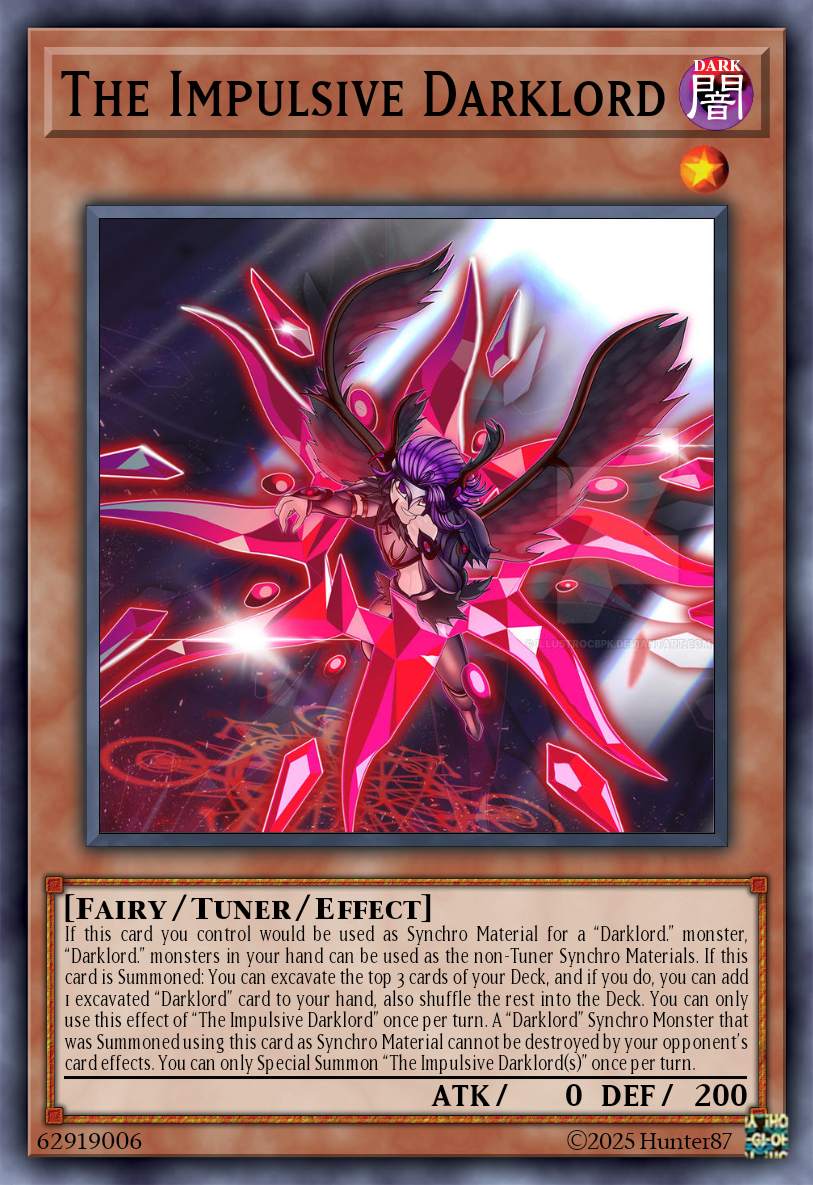 The Impulsive Darklord
DARK
闇
© ILLUSTROCBPK.DEVIANTART.COM
[Fairy/Tuner/Effect]
If this card you control would be used as Synchro Material for a “Darklord.” monster,
“Darklord.” monsters in your hand can be used as the non-Tuner Synchro Materials. If this
card is Summoned: You can excavate the top 3 cards of your Deck, and if you do, you can add
1 excavated “Darklord” card to your hand, also shuffle the rest into the Deck. You can only
use this effect of “The Impulsive Darklord” once per turn. A “Darklord” Synchro Monster that
was Summoned using this card as Synchro Material cannot be destroyed by your opponent’s
card effects. You can only Special Summon “The Impulsive Darklord(s)” once per turn.
ATK/ 0 DEF/ 200
62919006 ©2025 Hunter87